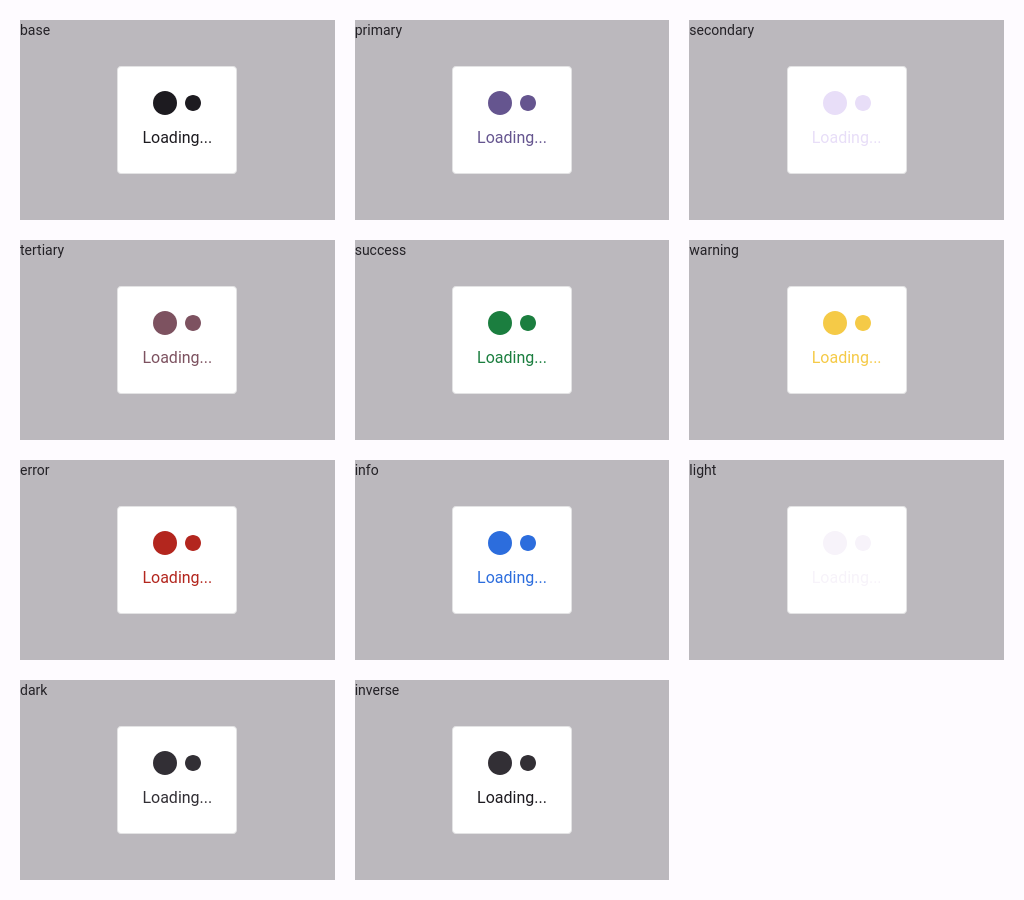 base
primary
secondary
Loading...
Loading...
Loading...
tertiary
success
warning
Loading...
Loading...
Loading...
error
info
light
Loading...
Loading...
Loading...
dark
inverse
Loading...
Loading...